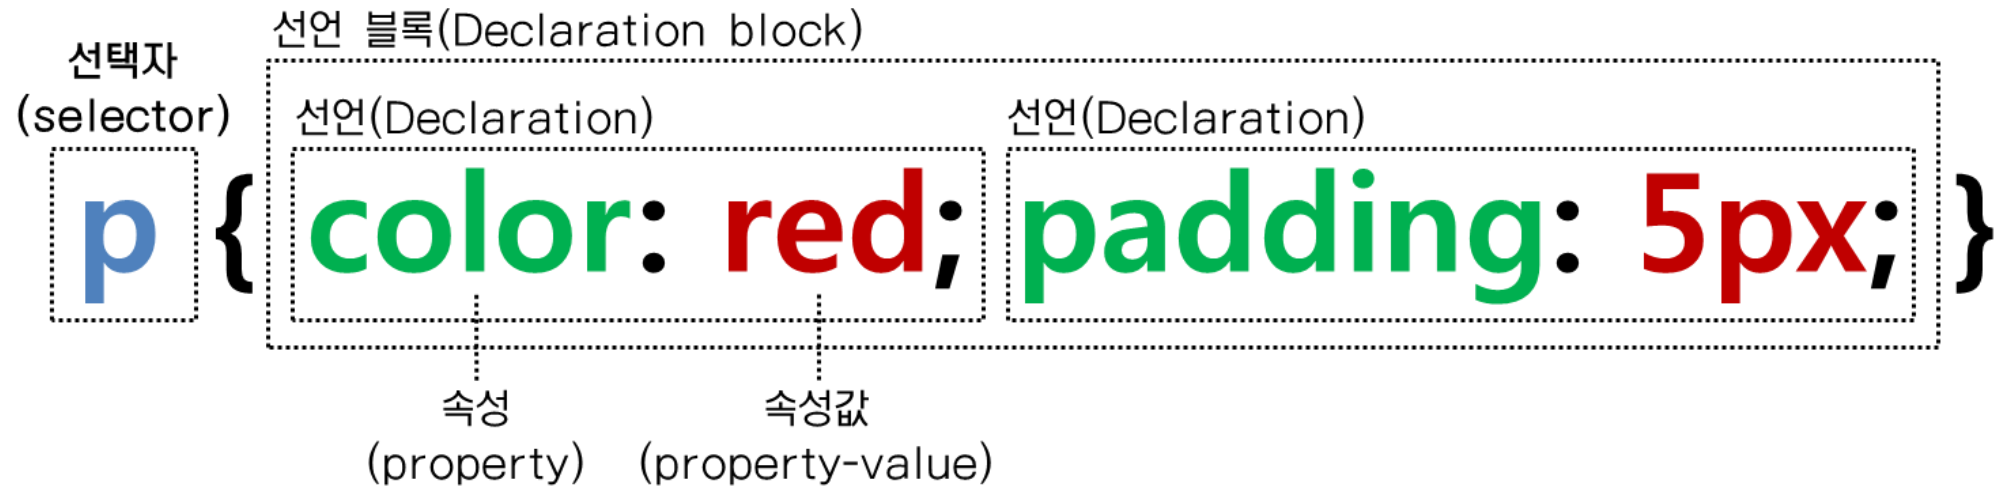 선언 블록(Declaration block)
선택자
(selector)
선언(Declaration) 선언(Declaration)
p { color: red; padding: 5px; }
속성 속성값
(property) (property-value)